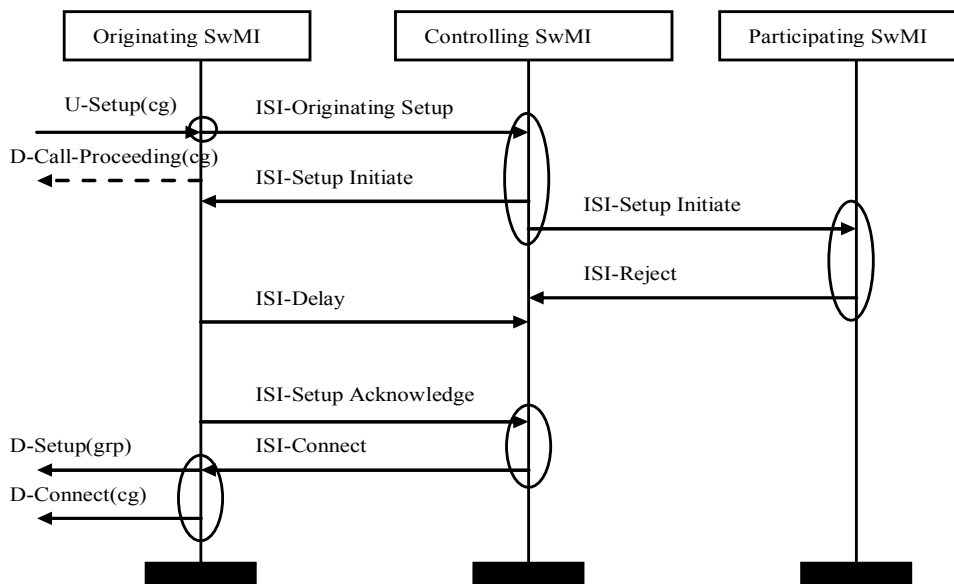 Originating SwMI
Controlling SwMI
Participating SwMI
U-Setup(cg)
ISI-Originating Setup
D-Call-Proceeding(cg)
ISI-Setup Initiate
ISI-Setup Initiate
ISI-Reject
ISI-Delay
ISI-Setup Acknowledge
D-Setup(grp)
ISI-Connect
D-Connect(cg)